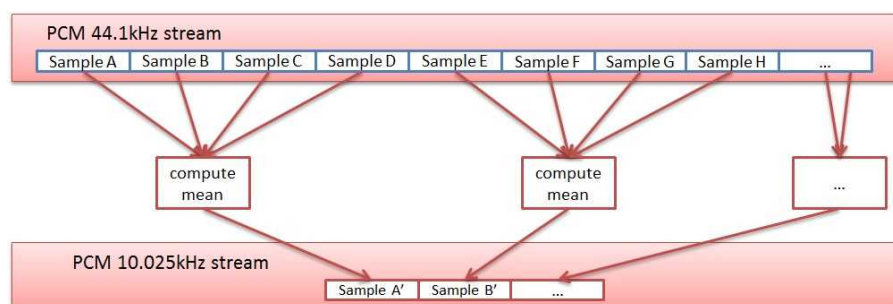 PCM 44.1kHz stream
Sample A Sample B Sample C Sample D Sample E Sample F Sample G Sample H ...
compute mean
compute mean
...
PCM 10.025kHz stream
Sample A' Sample B' ...